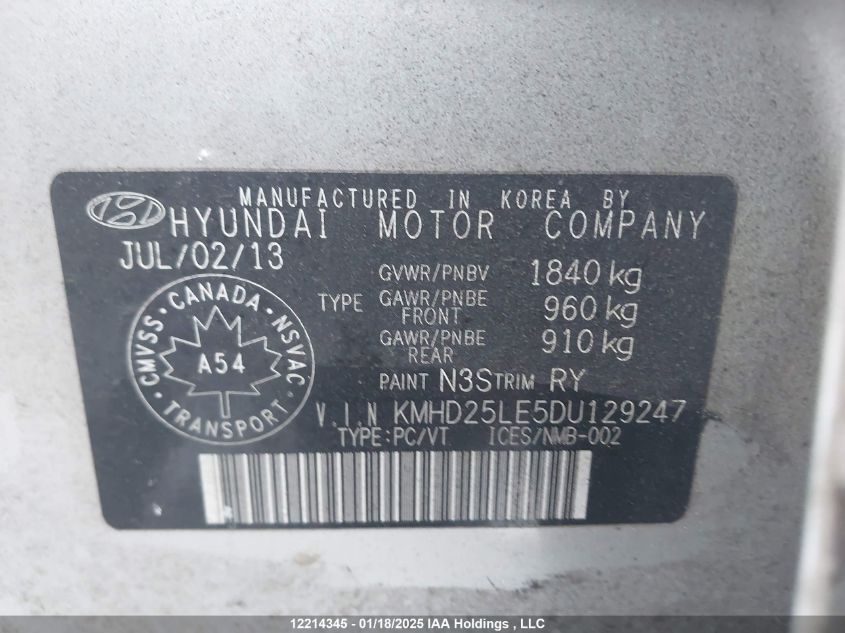 MANUFACTURED IN KOREA BY
HYUNDAI MOTOR COMPANY
JUL/02/13
GVWR/PNBV 1840 kg
TYPE GAWR/PNBE FRONT 960 kg
GAWR/PNBE REAR 910 kg
PAINT N3S TRIM RY
V.I.N KMHD25LE5DU129247
TYPE:PC/VT ICES/NMB-002
CMVSS · CANADA · NSVAC
A54
TRANSPORT
12214345 - 01/18/2025 IAA Holdings , LLC